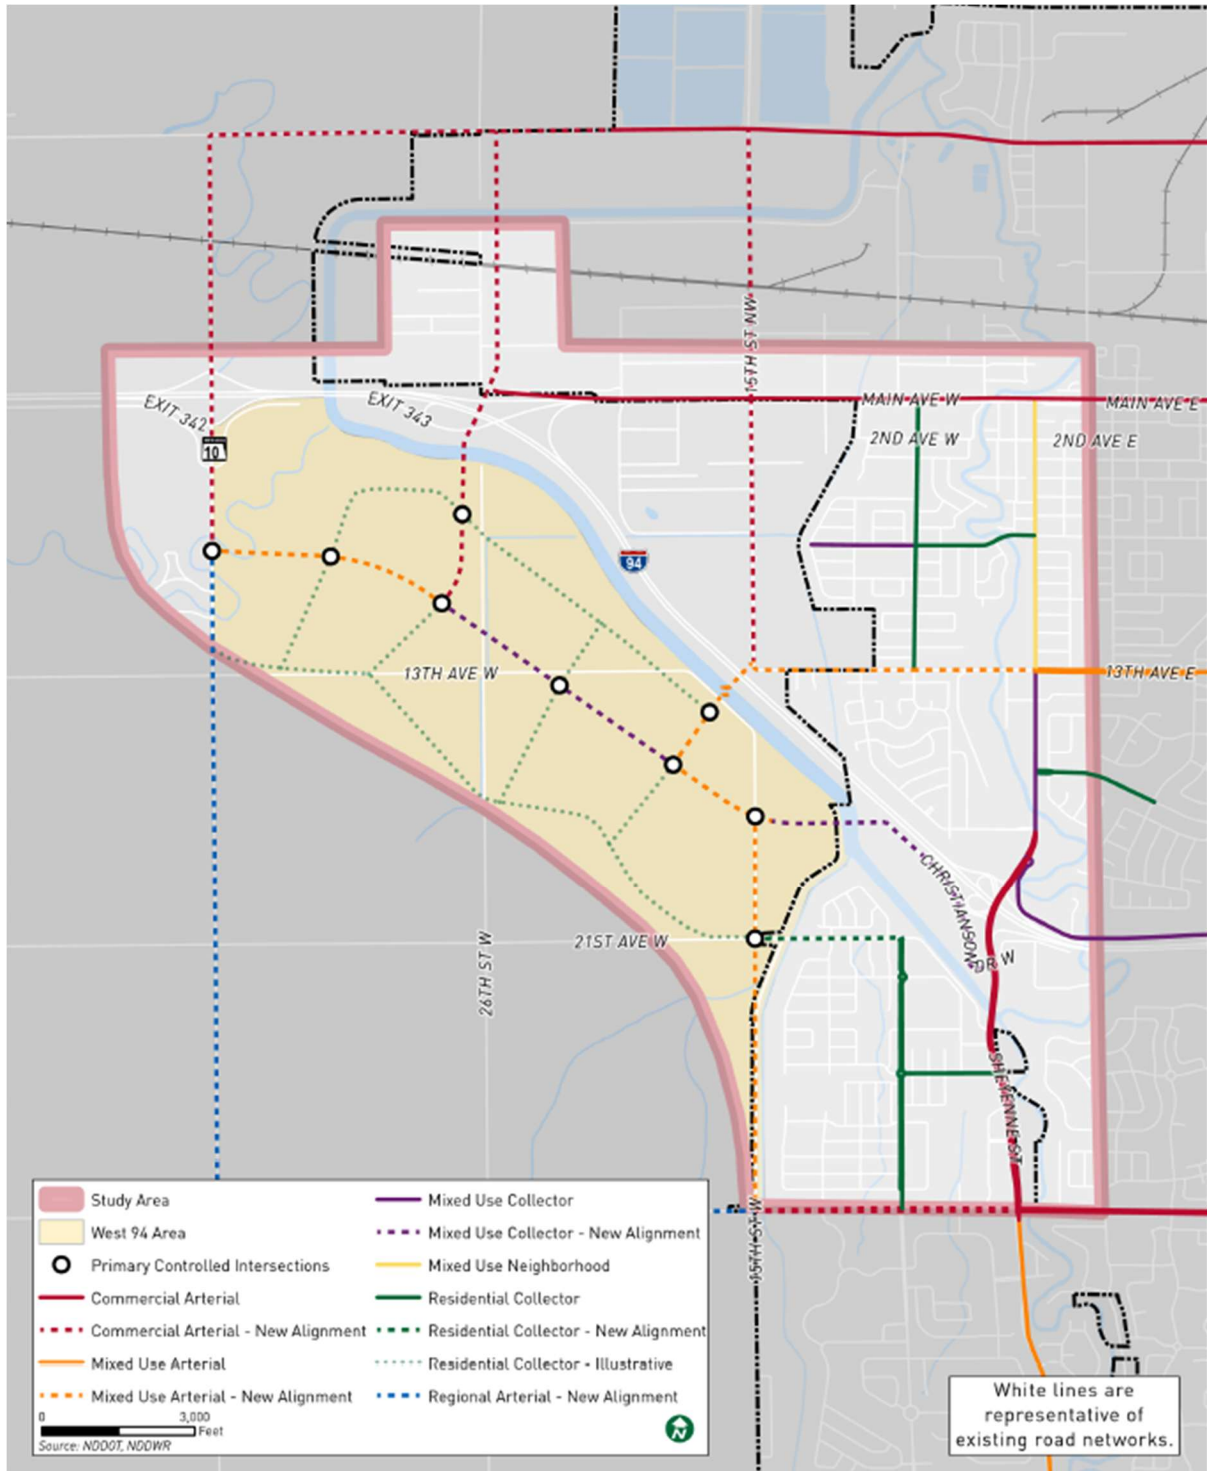 15TH ST NW
EXIT 342
EXIT 343
MAIN AVE W
MAIN AVE E
2ND AVE W
2ND AVE E
10
94
13TH AVE W
13TH AVE E
CHRISTIANSON
DR W
21ST AVE W
26TH ST W
SHEYENNE ST
15TH ST W
Study Area
West 94 Area
Primary Controlled Intersections
Commercial Arterial
Commercial Arterial - New Alignment
Mixed Use Arterial
Mixed Use Arterial - New Alignment
Mixed Use Collector
Mixed Use Collector - New Alignment
Mixed Use Neighborhood
Residential Collector
Residential Collector - New Alignment
Residential Collector - Illustrative
Regional Arterial - New Alignment
0 3,000
Feet
Source: NDDOT, NDDWR
N
White lines are
representative of
existing road networks.